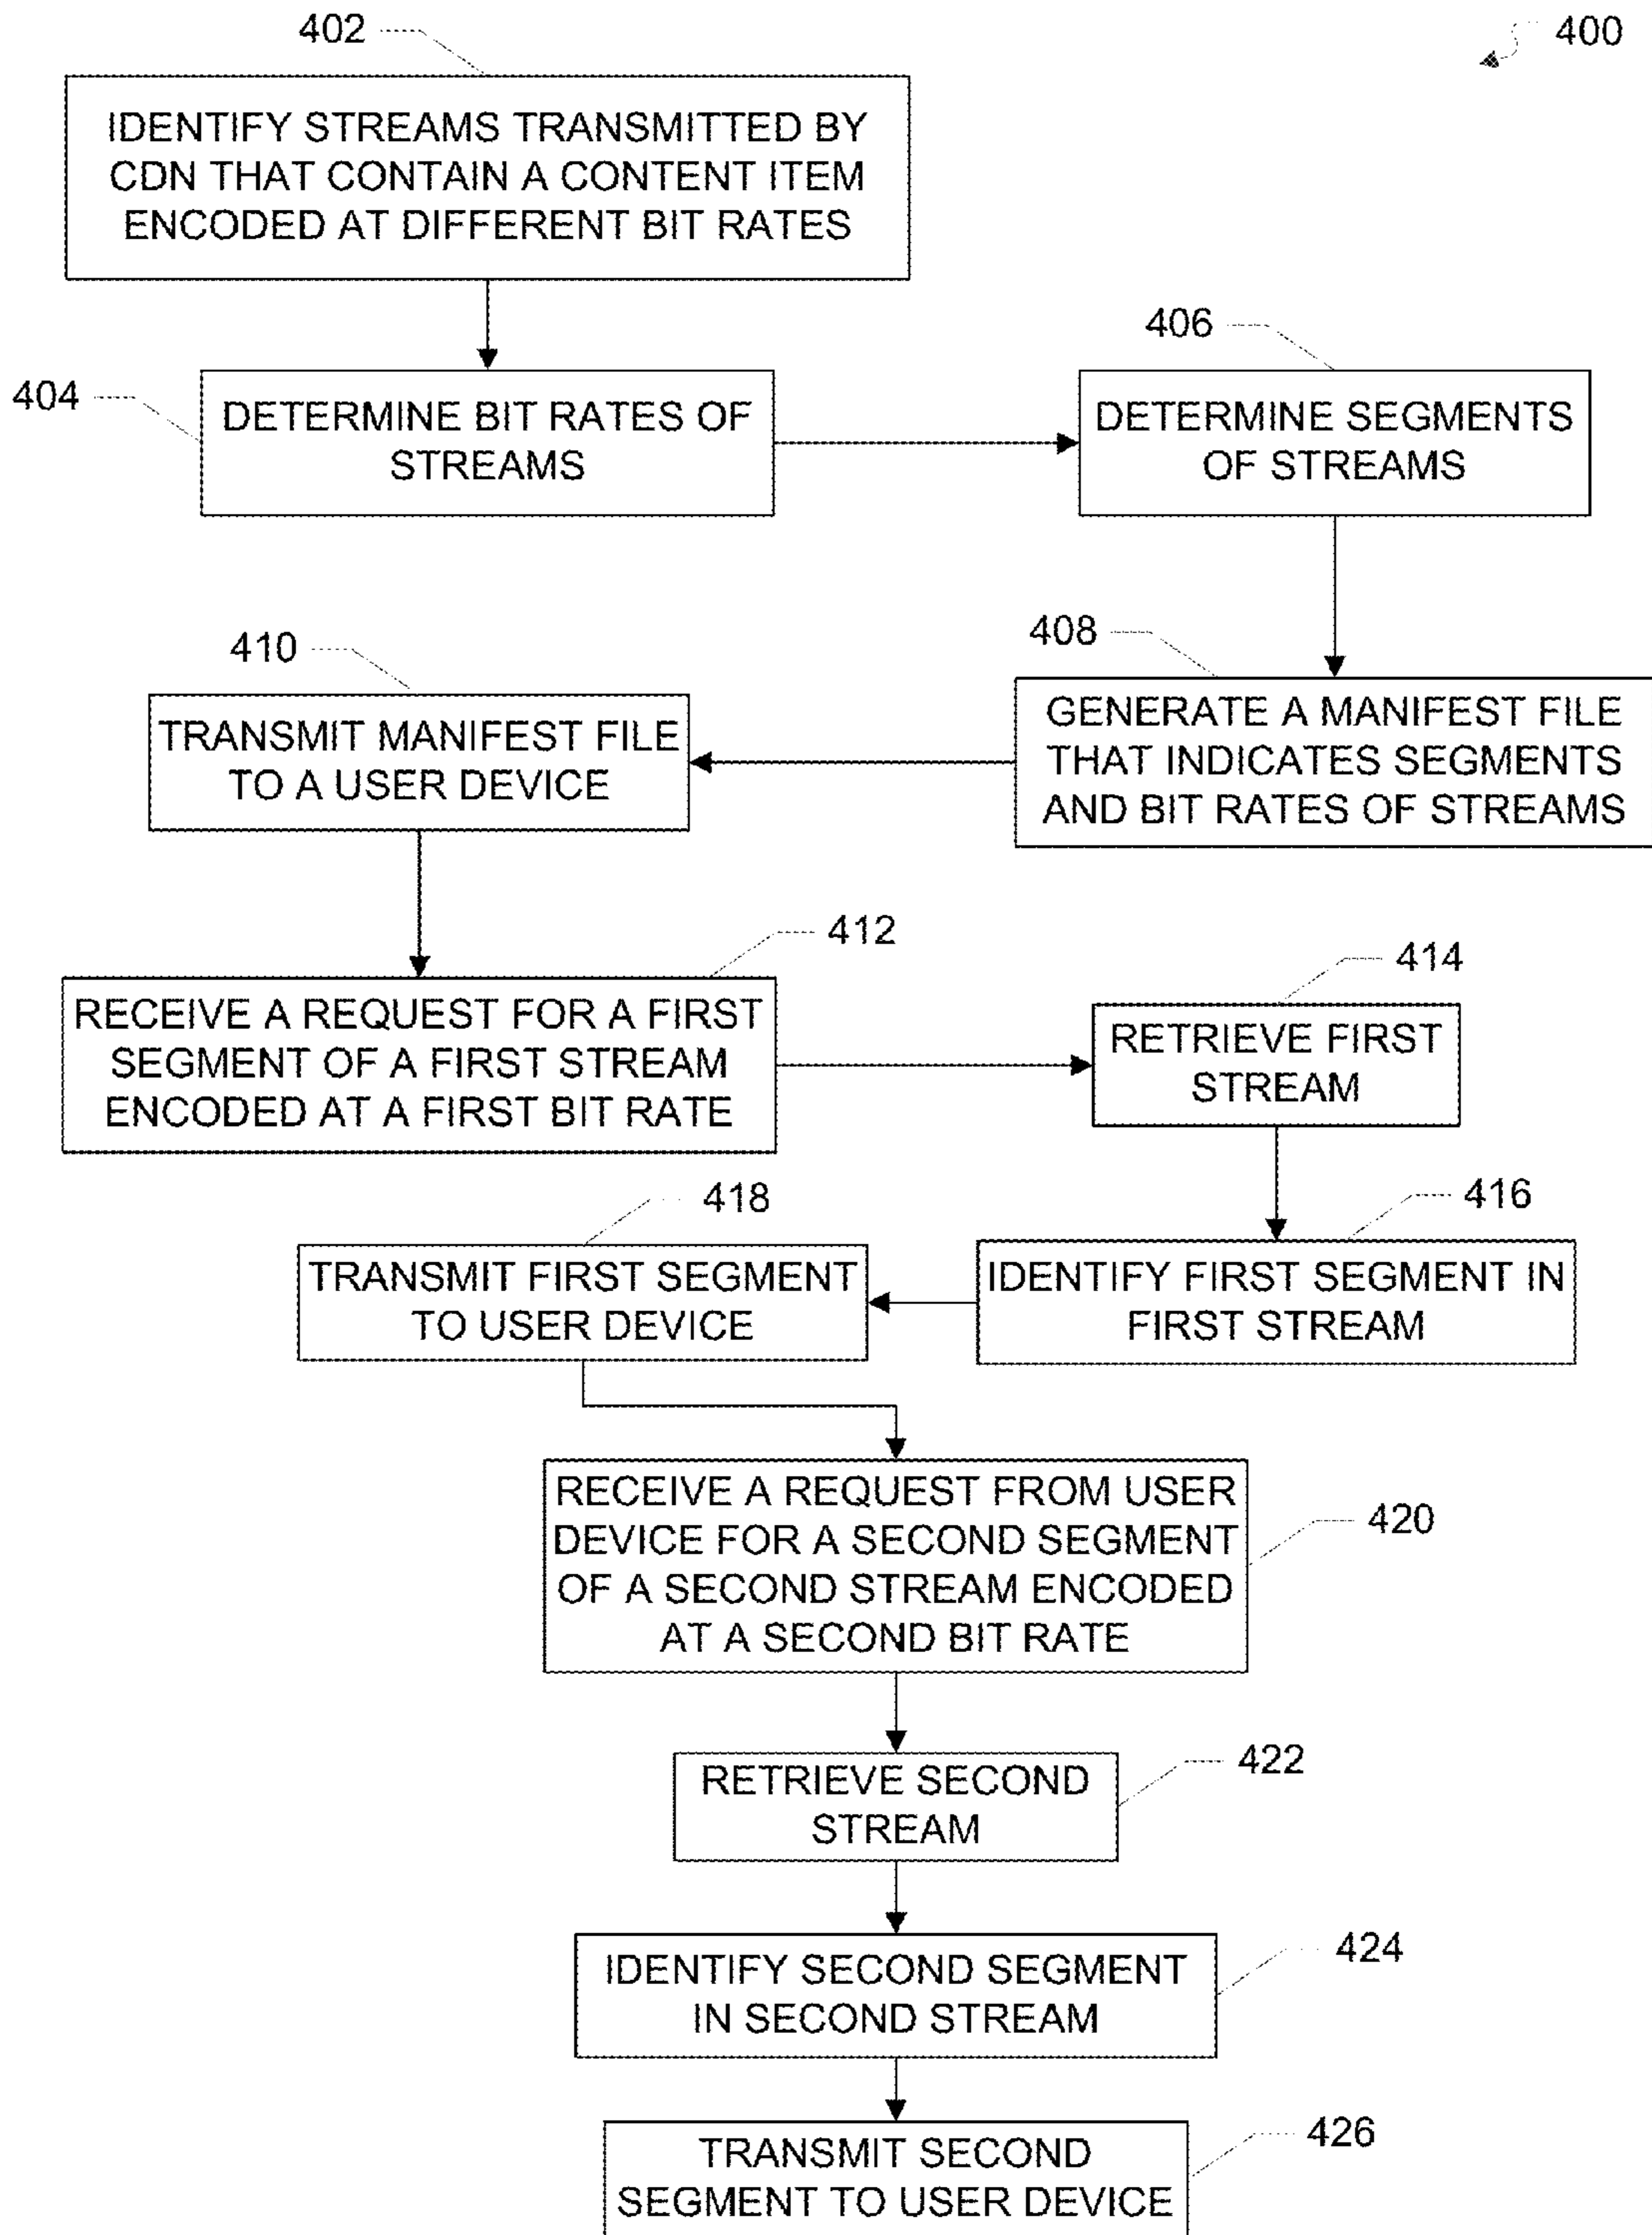 400
402
IDENTIFY STREAMS TRANSMITTED BY
CDN THAT CONTAIN A CONTENT ITEM
ENCODED AT DIFFERENT BIT RATES
404
DETERMINE BIT RATES OF
STREAMS
406
DETERMINE SEGMENTS
OF STREAMS
408
GENERATE A MANIFEST FILE
THAT INDICATES SEGMENTS
AND BIT RATES OF STREAMS
410
TRANSMIT MANIFEST FILE
TO A USER DEVICE
412
RECEIVE A REQUEST FOR A FIRST
SEGMENT OF A FIRST STREAM
ENCODED AT A FIRST BIT RATE
414
RETRIEVE FIRST
STREAM
416
IDENTIFY FIRST SEGMENT IN
FIRST STREAM
418
TRANSMIT FIRST SEGMENT
TO USER DEVICE
420
RECEIVE A REQUEST FROM USER
DEVICE FOR A SECOND SEGMENT
OF A SECOND STREAM ENCODED
AT A SECOND BIT RATE
422
RETRIEVE SECOND
STREAM
424
IDENTIFY SECOND SEGMENT
IN SECOND STREAM
426
TRANSMIT SECOND
SEGMENT TO USER DEVICE